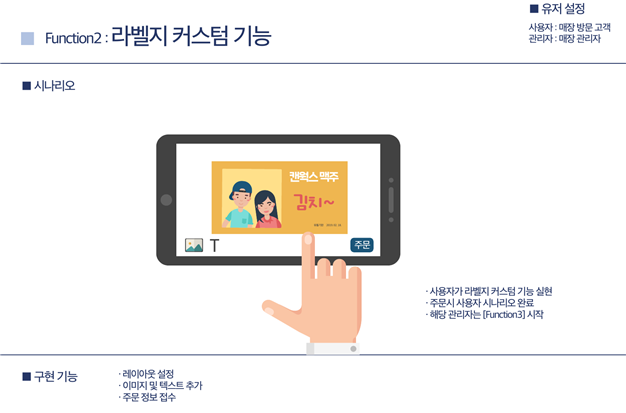 Function2 : 라벨지 커스텀 기능
■ 유저 설정
사용자 : 매장 방문 고객
관리자 : 매장 관리자
■ 시나리오
캔퍽스 맥주
김치~
T
주문
· 사용자가 라벨지 커스텀 기능 실현
· 주문시 사용자 시나리오 완료
· 해당 관리자는 [Function3] 시작
■ 구현 기능
· 레이아웃 설정
· 이미지 및 텍스트 추가
· 주문 정보 접수